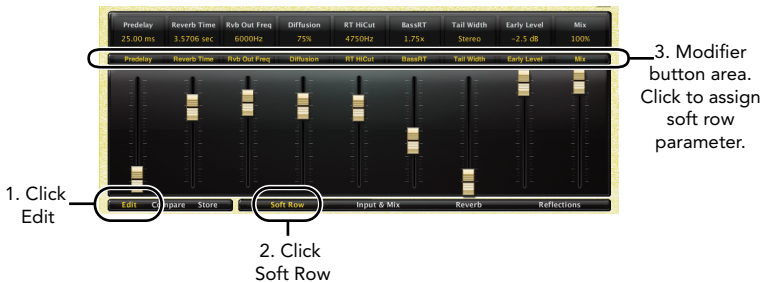 Predelay Reverb Time Rvb Out Freq Diffusion RT HiCut BassRT Tail Width Early Level Mix
25.00 ms 3.5706 sec 6000Hz 75% 4750Hz 1.75x Stereo −2.5 dB 100%
Predelay Reverb Time Rvb Out Freq Diffusion RT HiCut BassRT Tail Width Early Level Mix
3. Modifier
button area.
Click to assign
soft row
parameter.
1. Click
Edit
Edit Compare Store Soft Row Input & Mix Reverb Reflections
2. Click
Soft Row